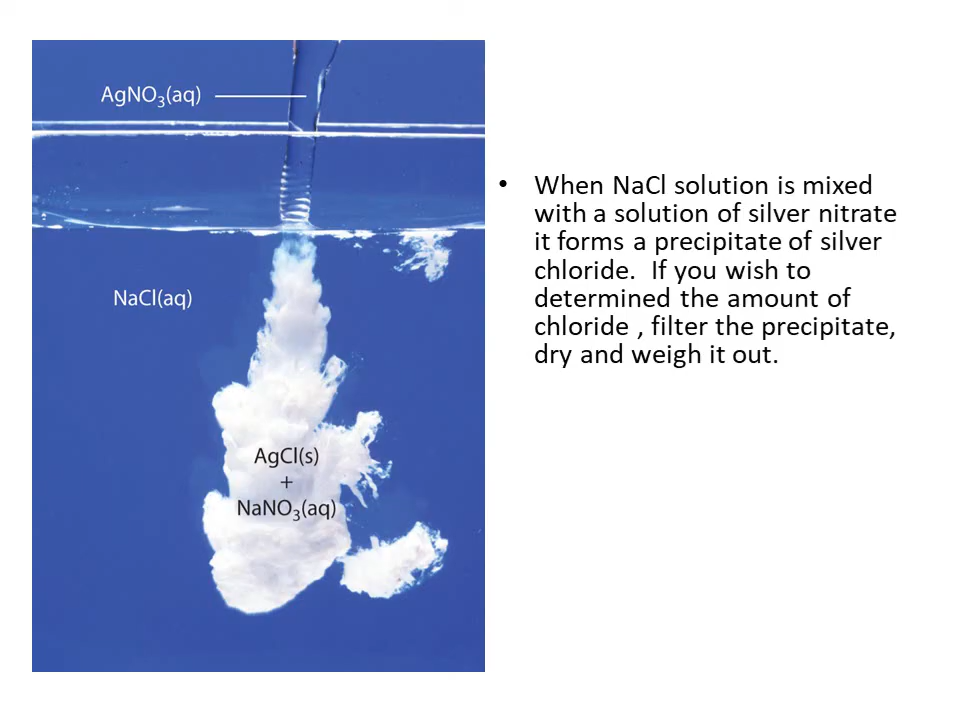 AgNO₃(aq)
NaCl(aq)
AgCl(s)
+
NaNO₃(aq)
• When NaCl solution is mixed
with a solution of silver nitrate
it forms a precipitate of silver
chloride.  If you wish to
determined the amount of
chloride , filter the precipitate,
dry and weigh it out.